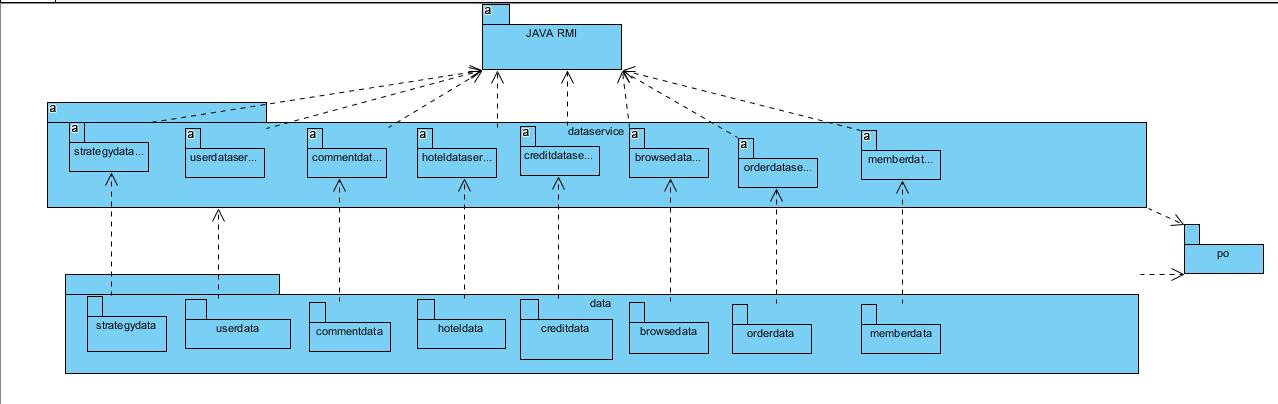 a
JAVA RMI
a
dataservice
a
strategydata...
a
userdataser...
a
commentdat...
a
hoteldataser...
a
creditdatase...
a
browsedata...
a
orderdatase...
a
memberdat...
po
data
strategydata
userdata
commentdata
hoteldata
creditdata
browsedata
orderdata
memberdata